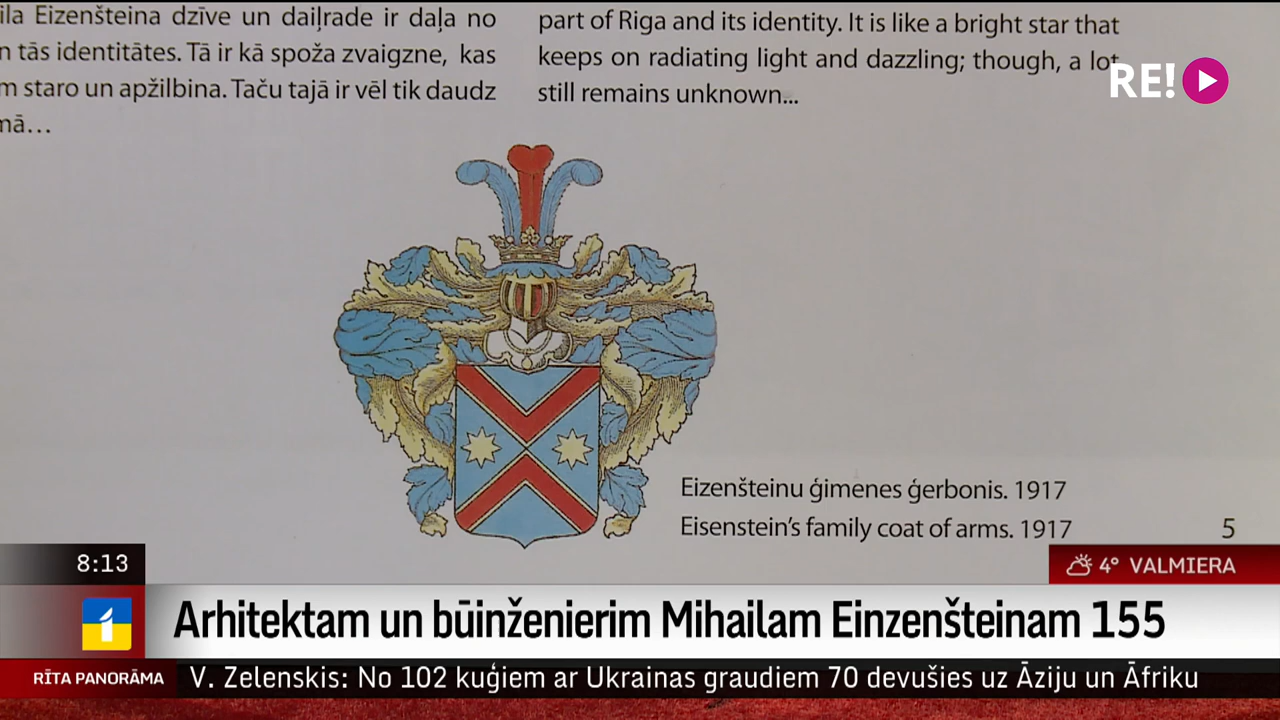 ila Eizenšteina dzīve un daiļrade ir daļa no
n tās identitātes. Tā ir kā spoža zvaigzne, kas
m staro un apžilbina. Taču tajā ir vēl tik daudz
mā…
part of Riga and its identity. It is like a bright star that
keeps on radiating light and dazzling; though, a lot
still remains unknown...
RE!
Eizenšteinu ģimenes ģerbonis. 1917
Eisenstein's family coat of arms. 1917
5
8:13
4° VALMIERA
1
Arhitektam un būinženierim Mihailam Einzenšteinam 155
RĪTA PANORĀMA
V. Zelenskis: No 102 kuģiem ar Ukrainas graudiem 70 devušies uz Āziju un Āfriku